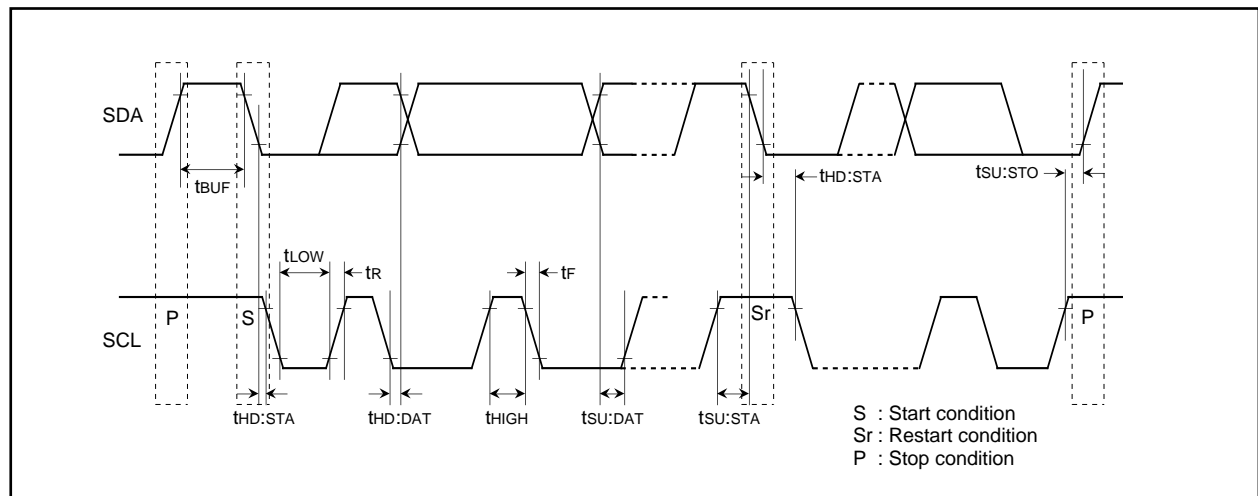 SDA
tBUF
tHD:STA
tSU:STO
tLOW
tR
tF
P
S
Sr
P
SCL
tHD:STA
tHD:DAT
tHIGH
tSU:DAT
tSU:STA
S : Start condition
Sr : Restart condition
P : Stop condition